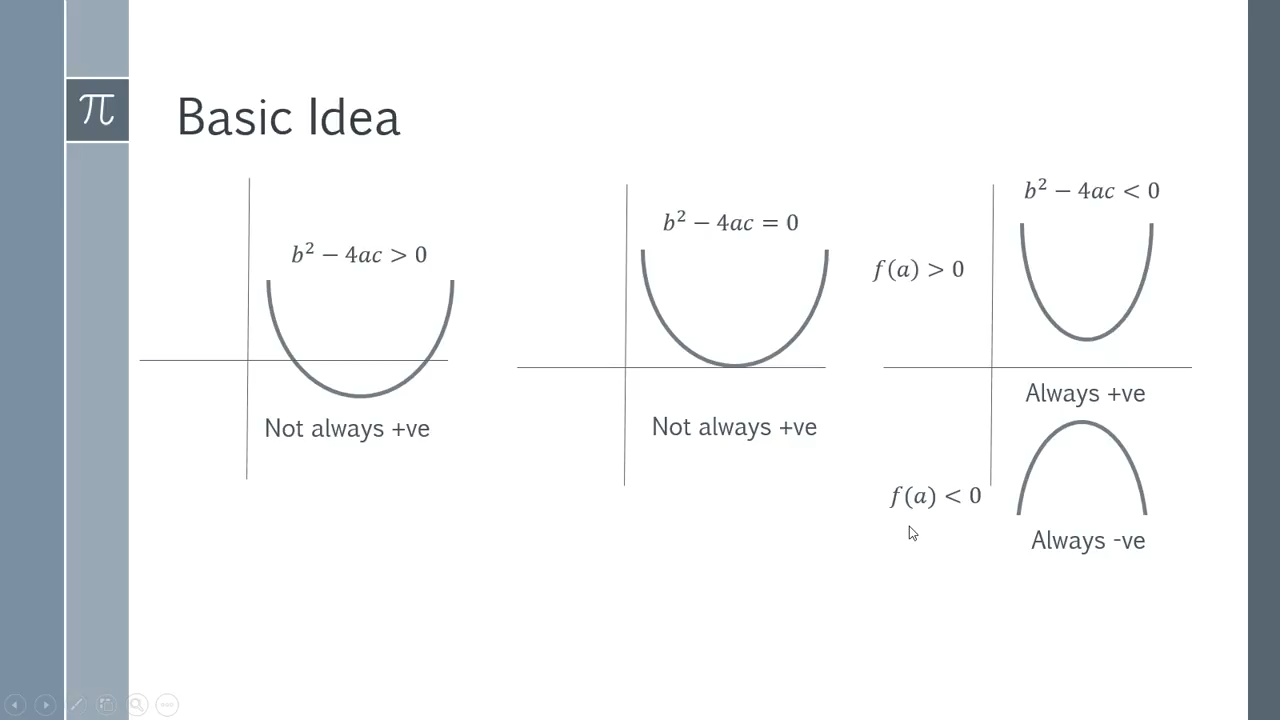 π
Basic Idea
b² − 4ac > 0
Not always +ve
b² − 4ac = 0
Not always +ve
b² − 4ac < 0
f(a) > 0
Always +ve
f(a) < 0
Always -ve